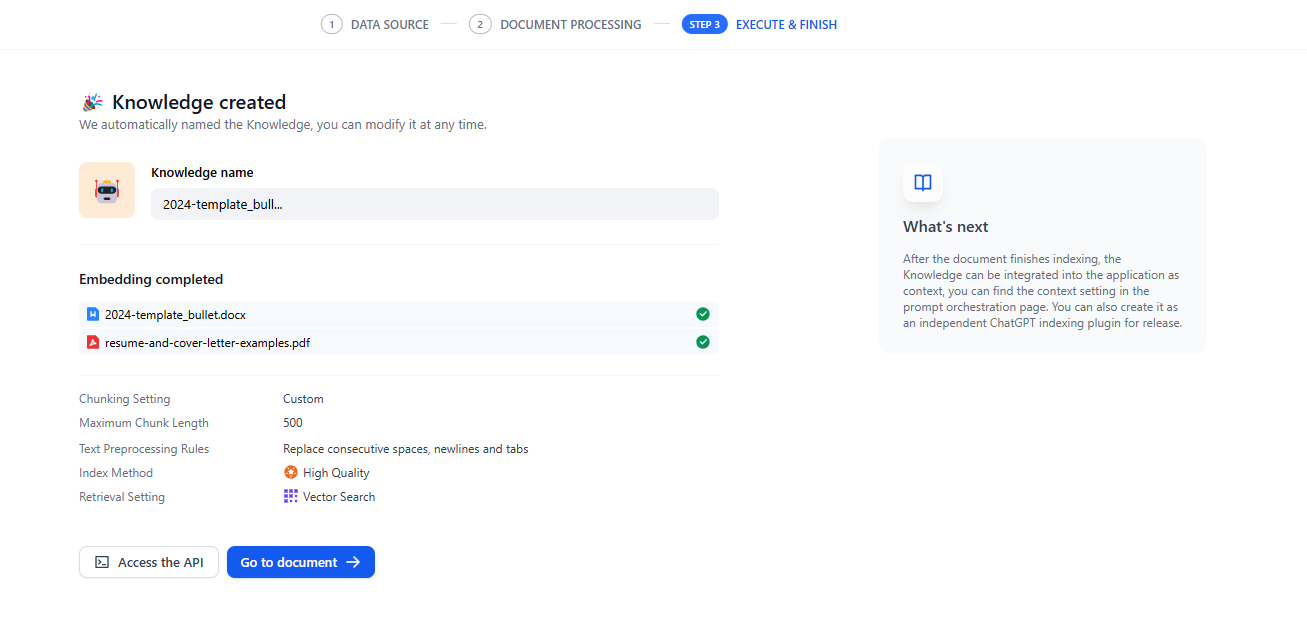 1 DATA SOURCE 2 DOCUMENT PROCESSING STEP 3 EXECUTE & FINISH
Knowledge created
We automatically named the Knowledge, you can modify it at any time.
Knowledge name
2024-template_bull...
Embedding completed
2024-template_bullet.docx
resume-and-cover-letter-examples.pdf
Chunking Setting Custom
Maximum Chunk Length 500
Text Preprocessing Rules Replace consecutive spaces, newlines and tabs
Index Method High Quality
Retrieval Setting Vector Search
Access the API Go to document
What's next
After the document finishes indexing, the
Knowledge can be integrated into the application as
context, you can find the context setting in the
prompt orchestration page. You can also create it as
an independent ChatGPT indexing plugin for release.